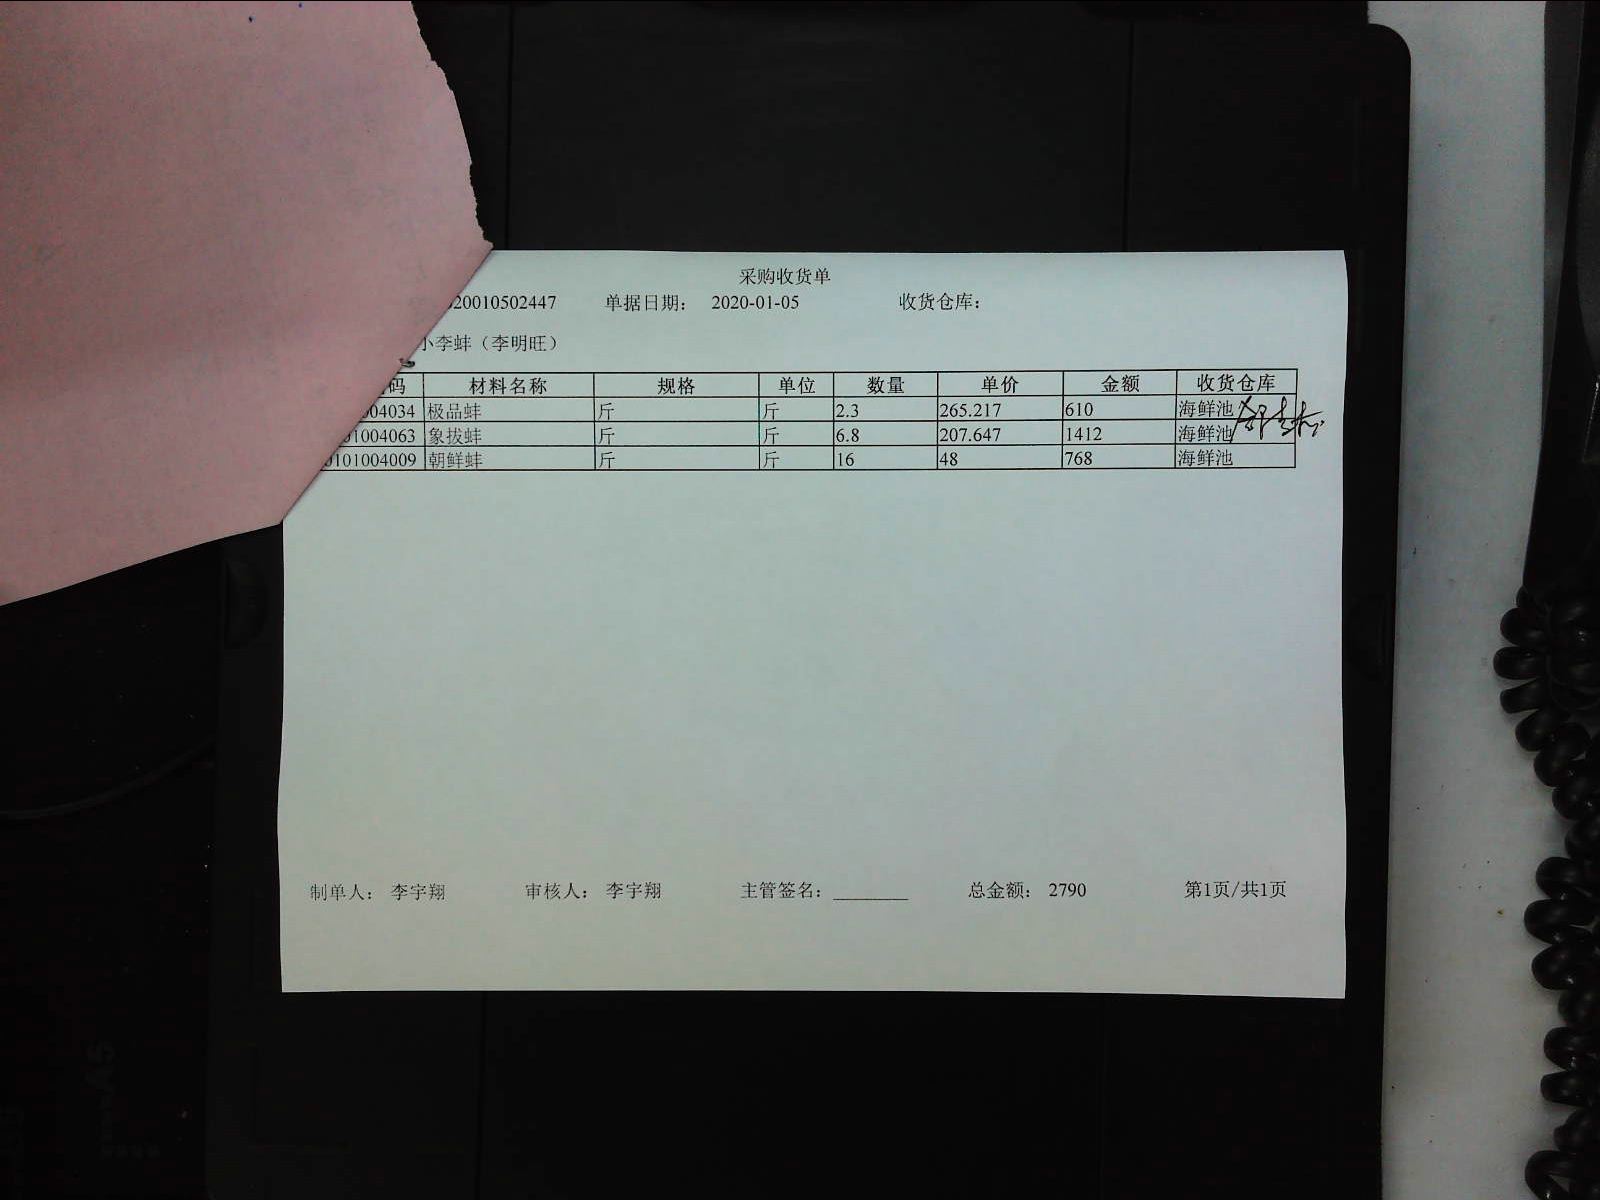 采购收货单
20010502447 单据日期: 2020-01-05 收货仓库:
小李蚌（李明旺）
码 材料名称 规格 单位 数量 单价 金额 收货仓库
004034 极品蚌 斤 斤 2.3 265.217 610 海鲜池
01004063 象拔蚌 斤 斤 6.8 207.647 1412 海鲜池
0101004009 朝鲜蚌 斤 斤 16 48 768 海鲜池
制单人: 李宇翔 审核人: 李宇翔 主管签名: ________ 总金额: 2790 第1页/共1页